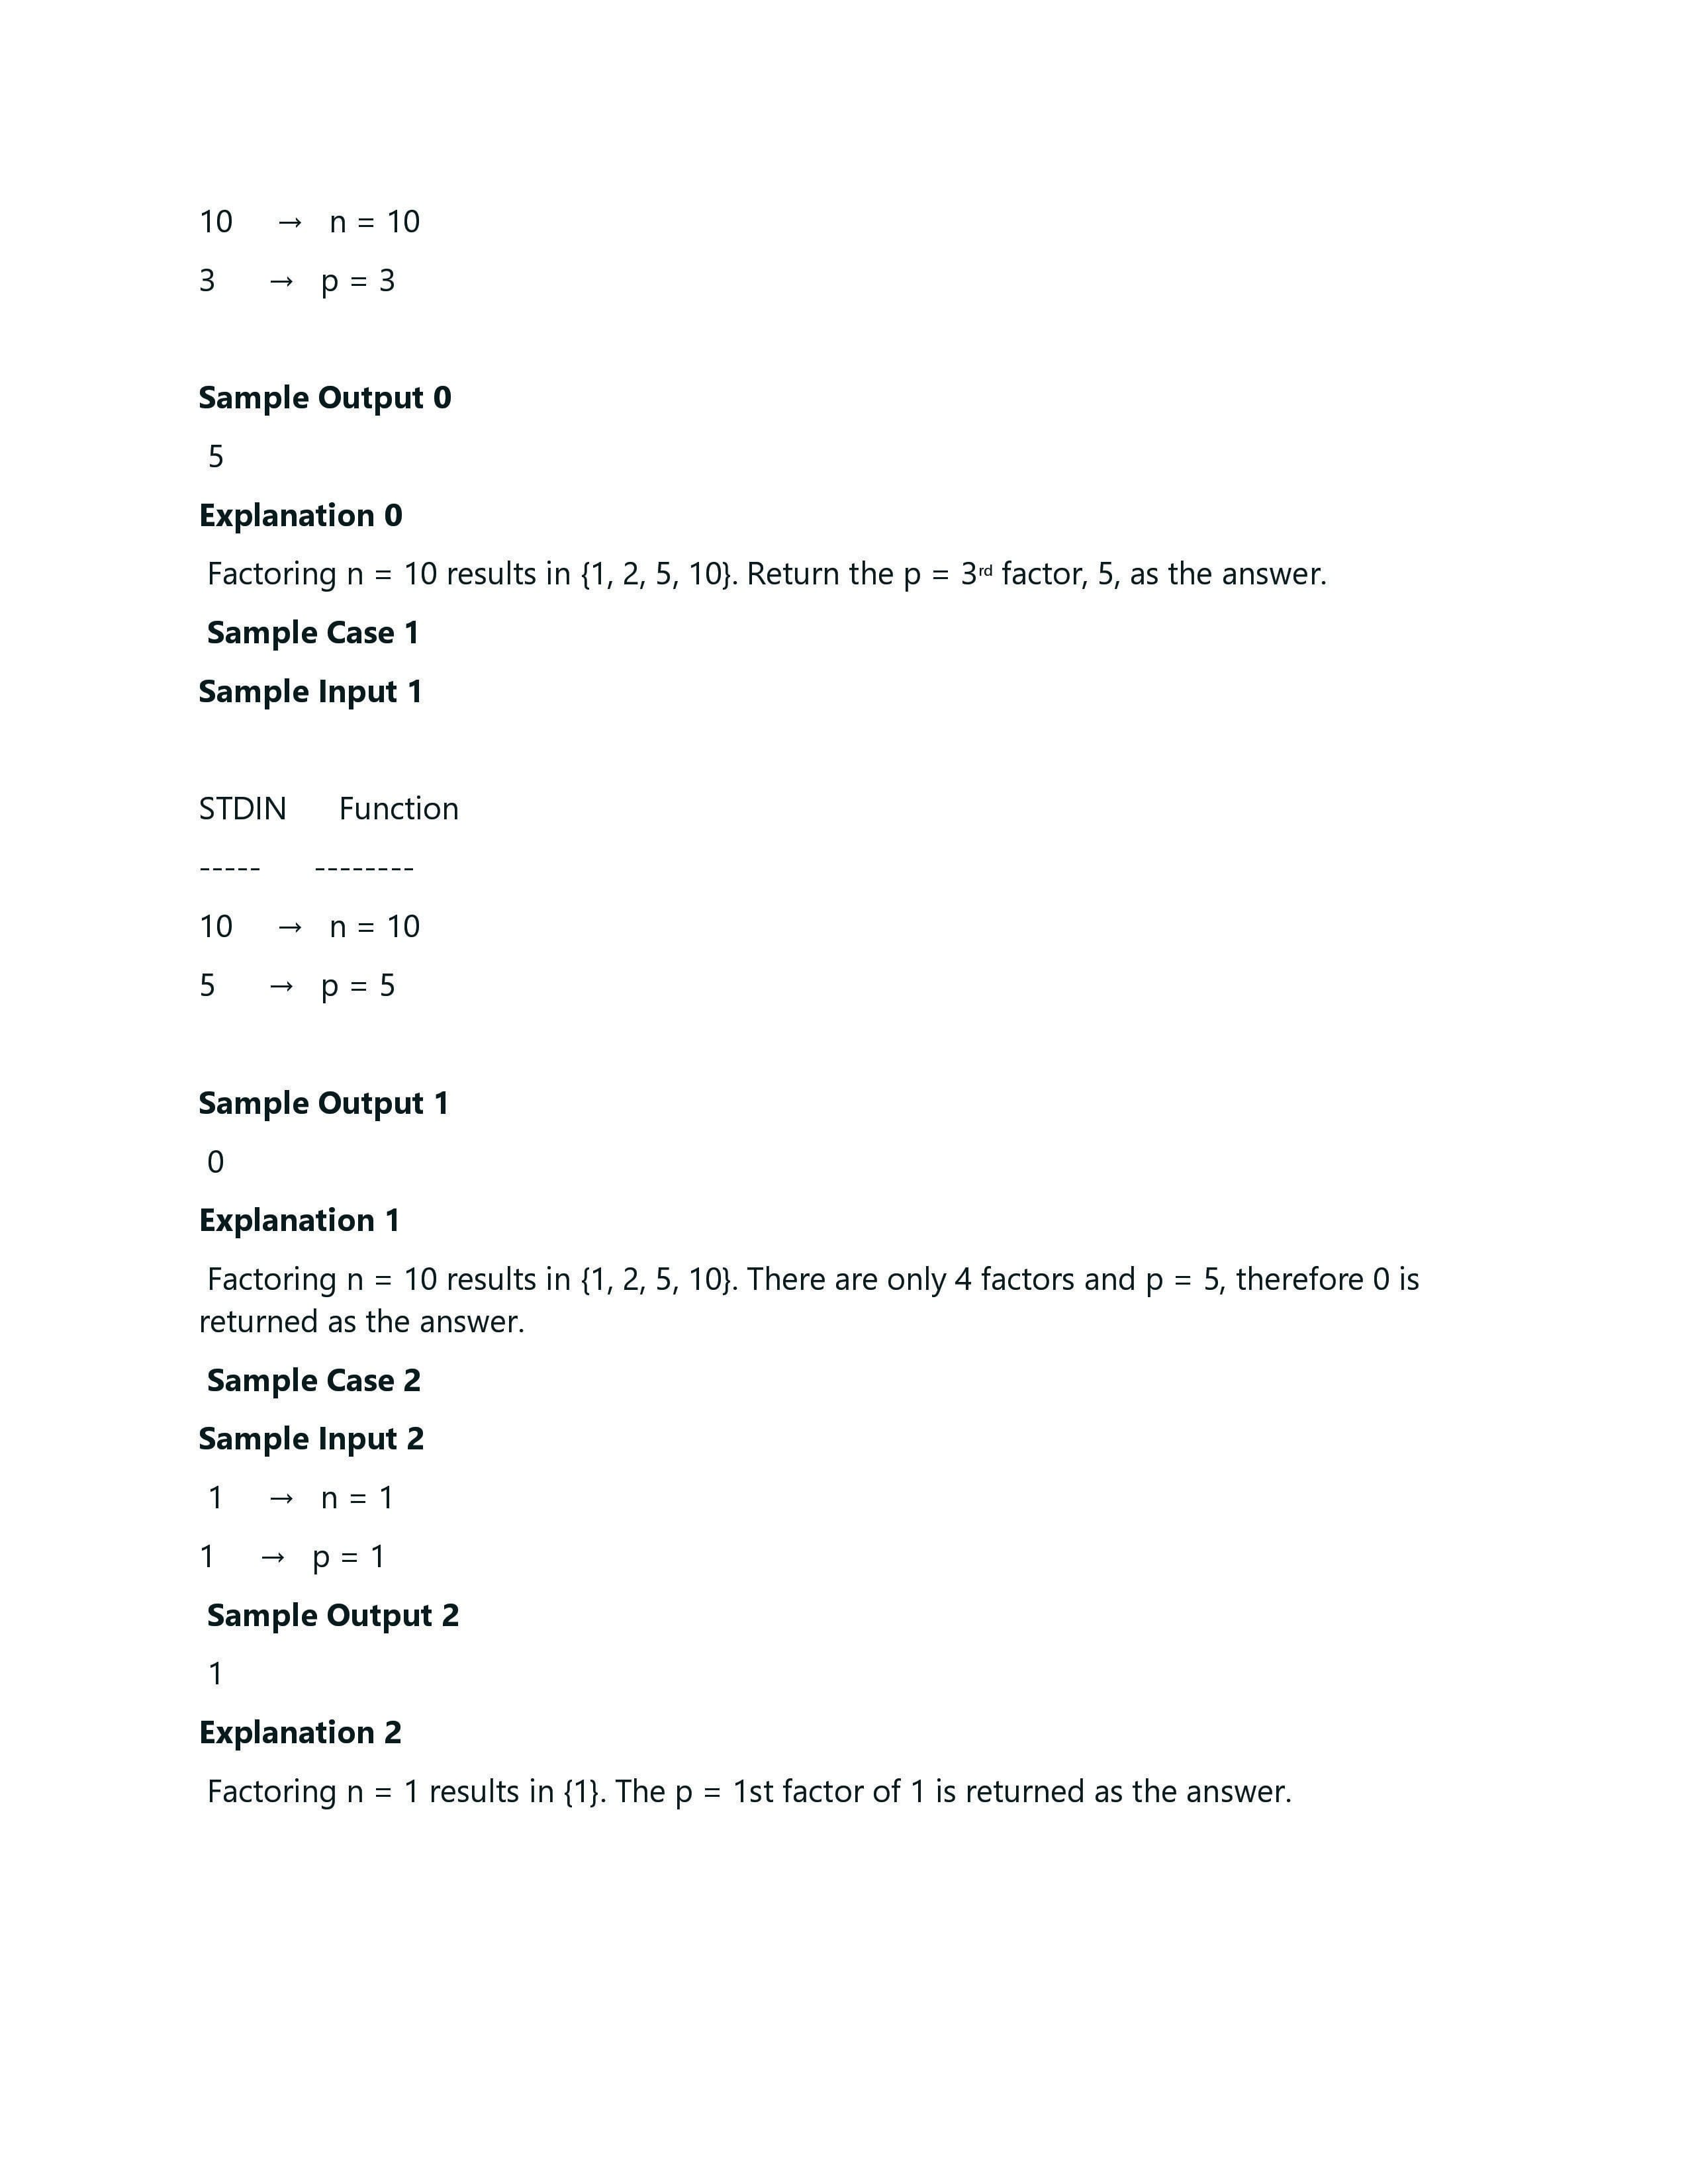 10 → n = 10
3 → p = 3
Sample Output 0
5
Explanation 0
Factoring n = 10 results in {1, 2, 5, 10}. Return the p = 3rd factor, 5, as the answer.
Sample Case 1
Sample Input 1
STDIN Function
----- --------
10 → n = 10
5 → p = 5
Sample Output 1
0
Explanation 1
Factoring n = 10 results in {1, 2, 5, 10}. There are only 4 factors and p = 5, therefore 0 is
returned as the answer.
Sample Case 2
Sample Input 2
1 → n = 1
1 → p = 1
Sample Output 2
1
Explanation 2
Factoring n = 1 results in {1}. The p = 1st factor of 1 is returned as the answer.